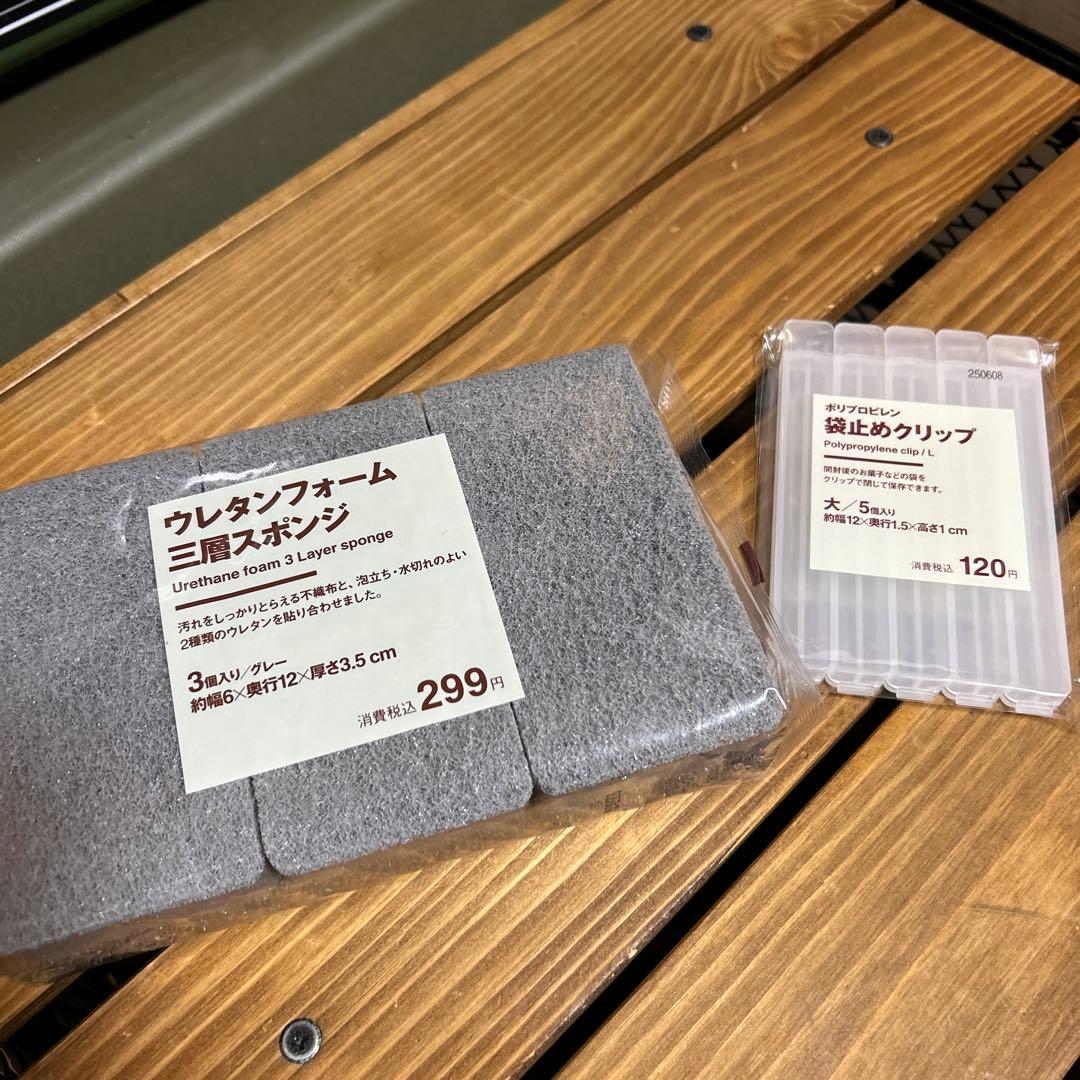 ウレタンフォーム
三層スポンジ
Urethane foam 3 Layer sponge
汚れをしっかりとらえる不織布と、泡立ち・水切れのよい
2種類のウレタンを貼り合わせました。
3個入り/グレー
約幅6×奥行12×厚さ3.5 cm
消費税込 299円
250608
ポリプロピレン
袋止めクリップ
Polypropylene clip / L
開封後のお菓子などの袋を
クリップで閉じて保存できます。
大/5個入り
約幅12×奥行1.5×高さ1 cm
消費税込 120円